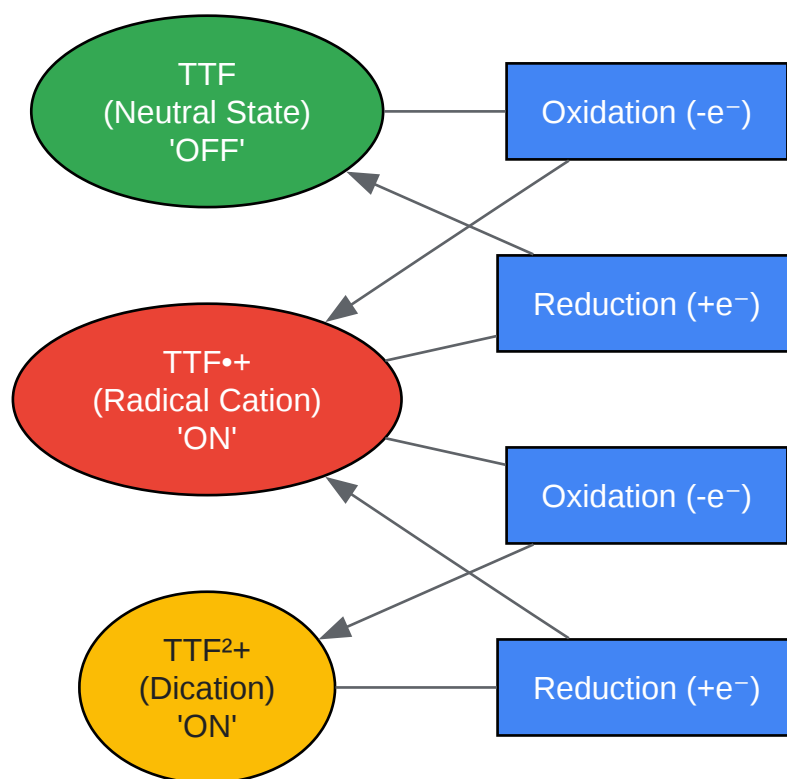 TTF
(Neutral State)
'OFF'
Oxidation (-e⁻)
Reduction (+e⁻)
TTF•+
(Radical Cation)
'ON'
Oxidation (-e⁻)
TTF²+
(Dication)
'ON'
Reduction (+e⁻)